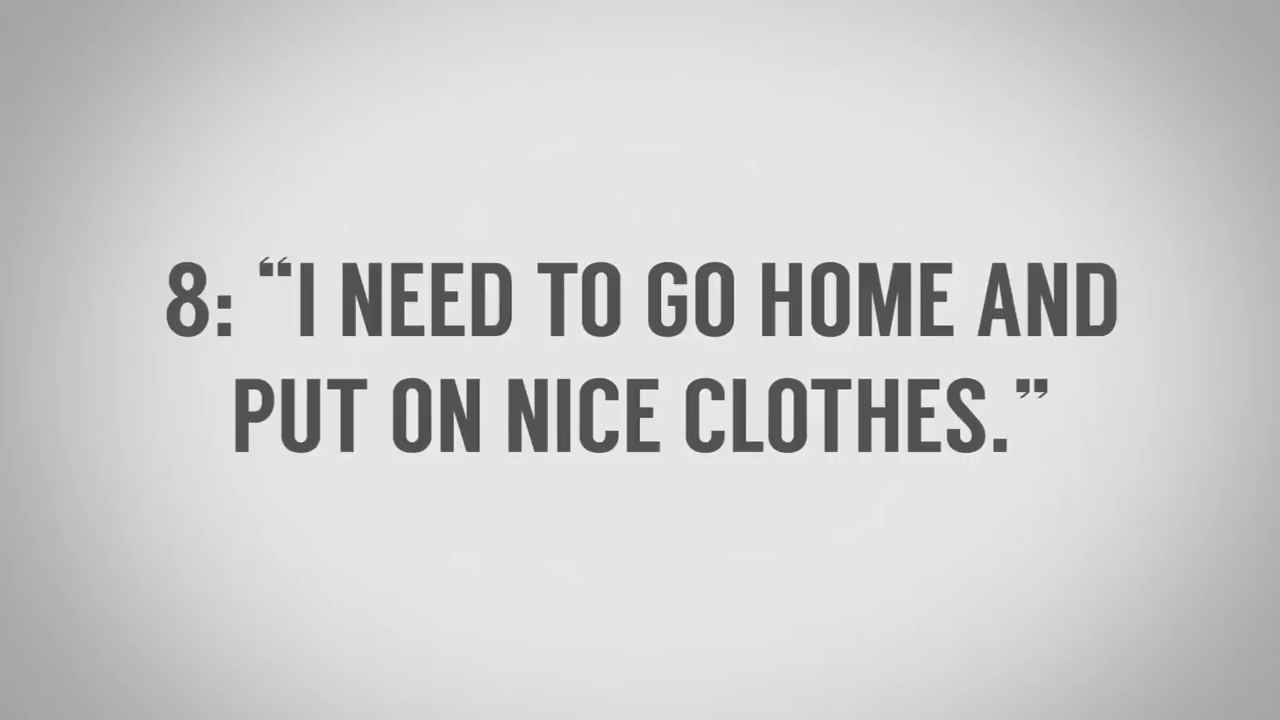 8: “I NEED TO GO HOME AND
PUT ON NICE CLOTHES.”